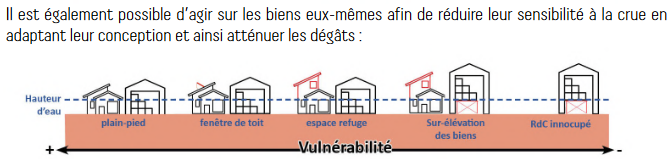 Il est également possible d'agir sur les biens eux-mêmes afin de réduire leur sensibilité à la crue en
adaptant leur conception et ainsi atténuer les dégâts :
Hauteur
d'eau
plain-pied
fenêtre de toit
espace refuge
Sur-élévation
des biens
RdC innocupé
+ Vulnérabilité -